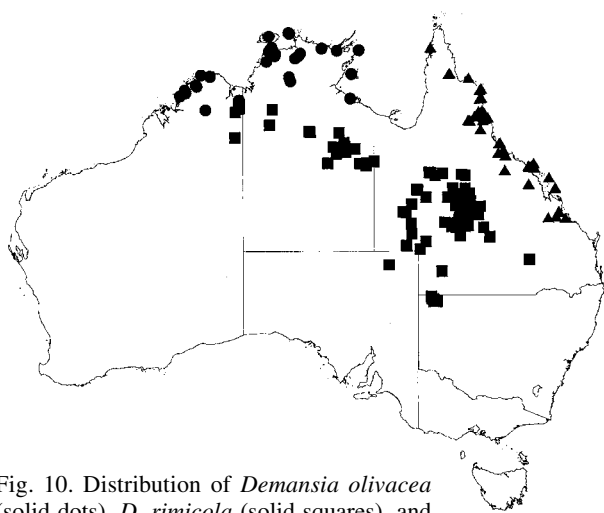 Fig. 10. Distribution of Demansia olivacea
(solid dots), D. rimicola (solid squares), and